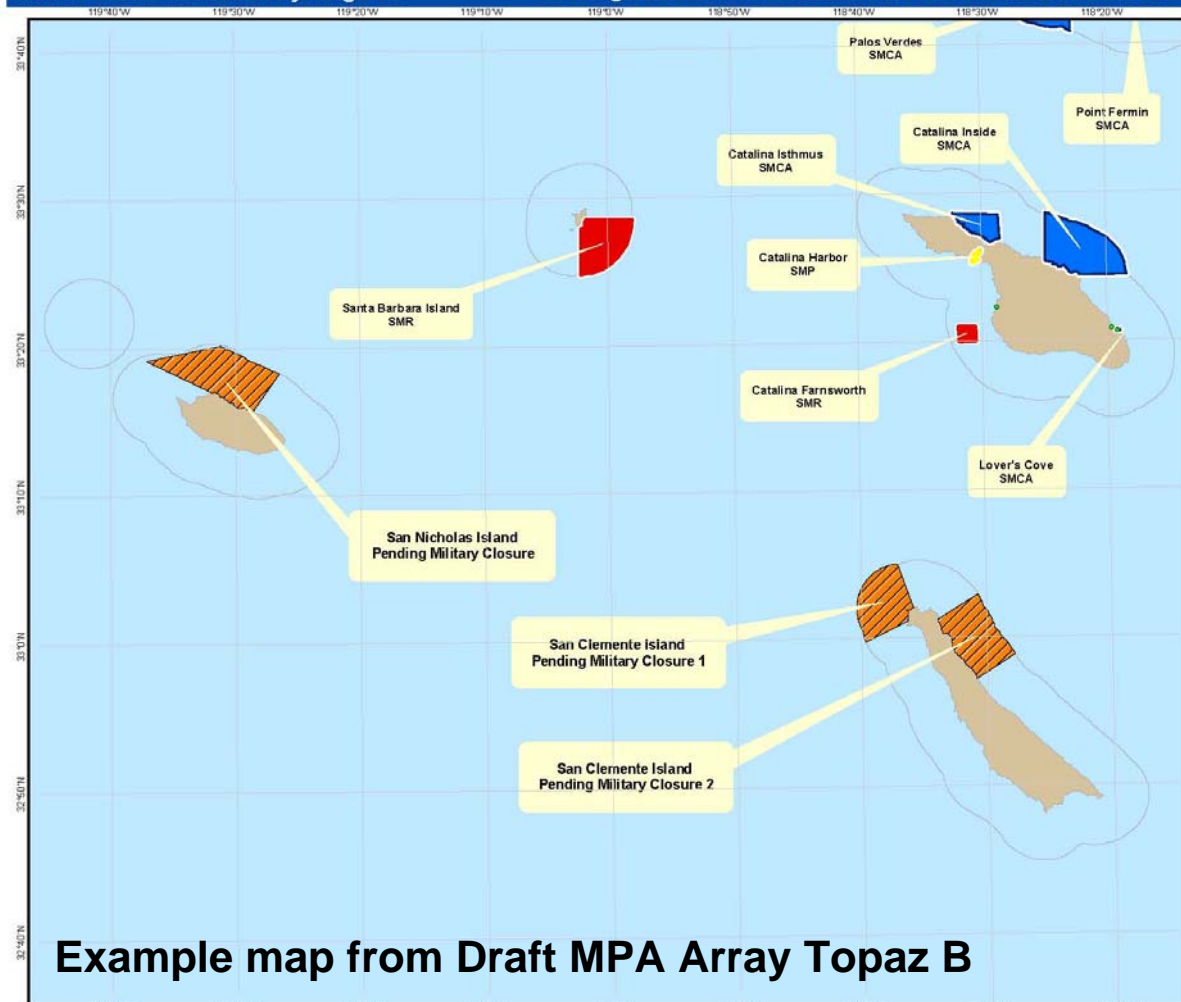 119°40'W 119°30'W 119°20'W 119°10'W 119°0'W 118°50'W 118°40'W 118°30'W 118°20'W
33°40'N
33°30'N
33°20'N
33°10'N
33°0'N
32°50'N
32°40'N
Palos Verdes
SMCA
Point Fermin
SMCA
Catalina Inside
SMCA
Catalina Isthmus
SMCA
Catalina Harbor
SMP
Santa Barbara Island
SMR
Catalina Farnsworth
SMR
Lover's Cove
SMCA
San Nicholas Island
Pending Military Closure
San Clemente Island
Pending Military Closure 1
San Clemente Island
Pending Military Closure 2
Example map from Draft MPA Array Topaz B